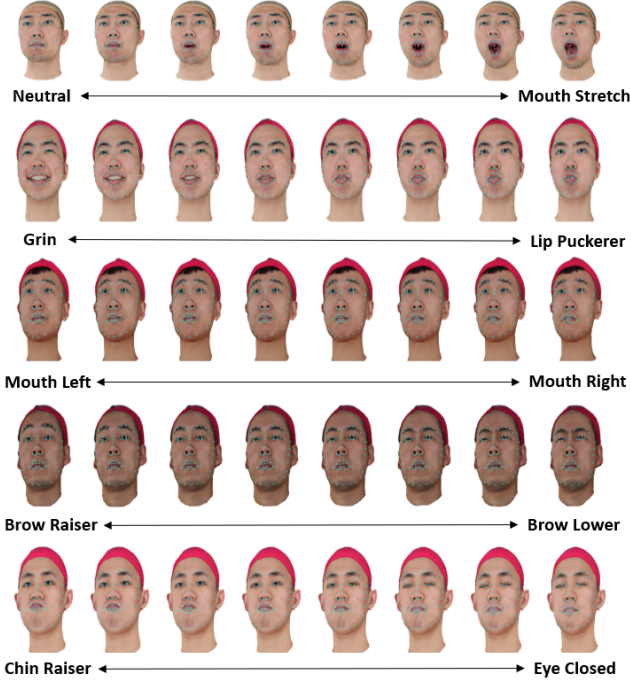 Neutral Mouth Stretch
Grin Lip Puckerer
Mouth Left Mouth Right
Brow Raiser Brow Lower
Chin Raiser Eye Closed